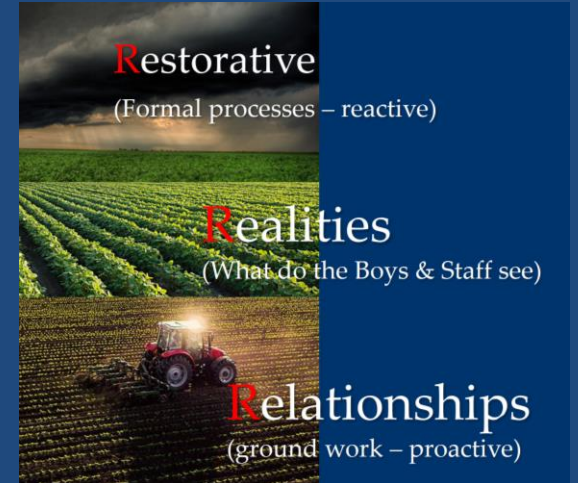 Restorative
(Formal processes – reactive)
Realities
(What do the Boys & Staff see)
Relationships
(ground work – proactive)